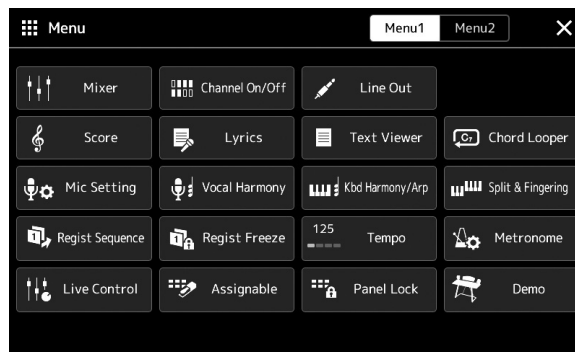 Menu Menu1 Menu2
Mixer Channel On/Off Line Out
Score Lyrics Text Viewer C7 Chord Looper
Mic Setting Vocal Harmony Kbd Harmony/Arp Split & Fingering
1 Regist Sequence 1 Regist Freeze 125 Tempo Metronome
Live Control Assignable Panel Lock Demo